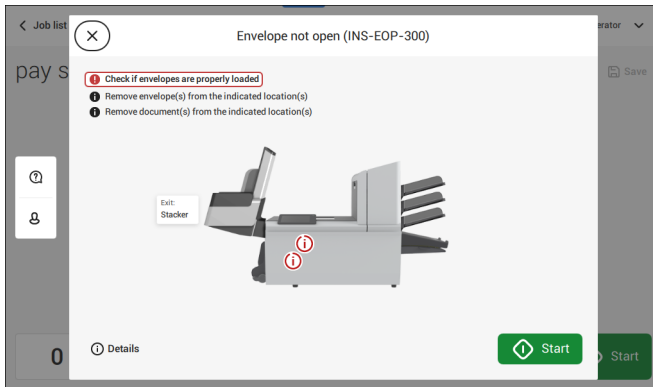 Job list
Envelope not open (INS-EOP-300)
erator
pay s
Save
Check if envelopes are properly loaded
Remove envelope(s) from the indicated location(s)
Remove document(s) from the indicated location(s)
Exit:
Stacker
Details
Start
0
Start